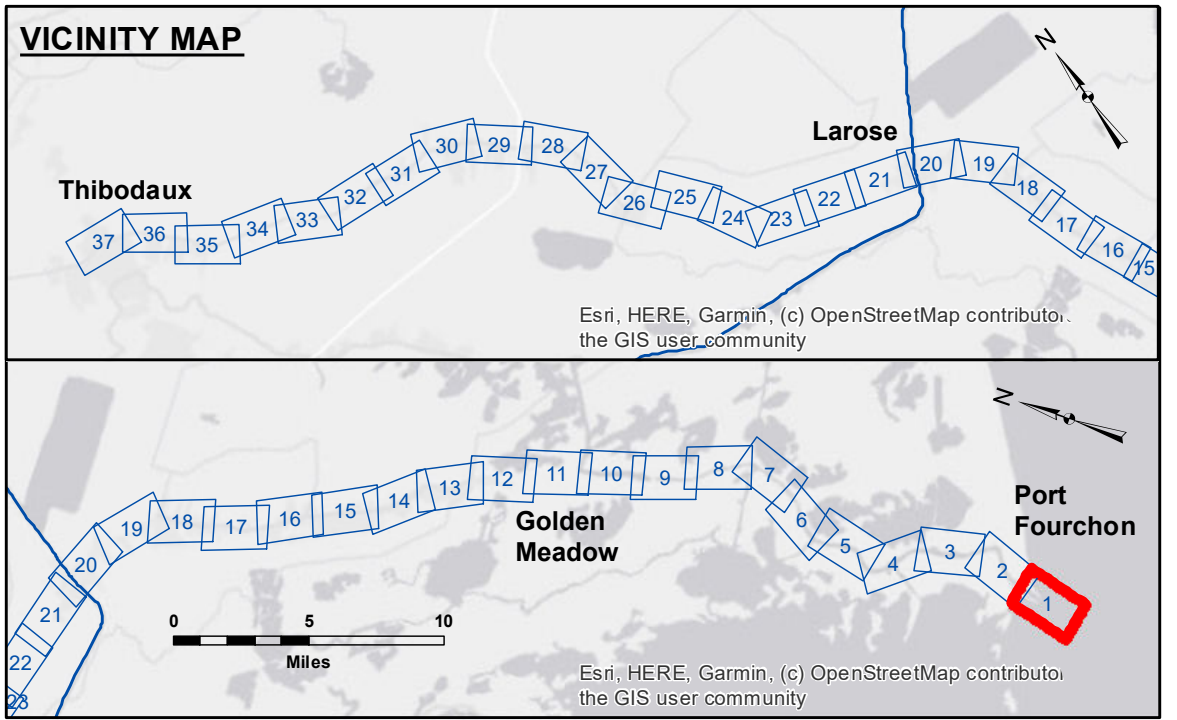 VICINITY MAP
N
Larose
Thibodaux
37 36 35 34 33 32 31 30 29 28 27 26 25 24 23 22 21 20 19 18 17 16 15
Esri, HERE, Garmin, (c) OpenStreetMap
the GIS user community
N
Port
Fourchon
Golden
Meadow
23 22 21 20 19 18 17 16 15 14 13 12 11 10 9 8 7 6 5 4 3 2 1
0 5 10
Miles
Esri, HERE, Garmin, (c) OpenStreetMap
the GIS user community